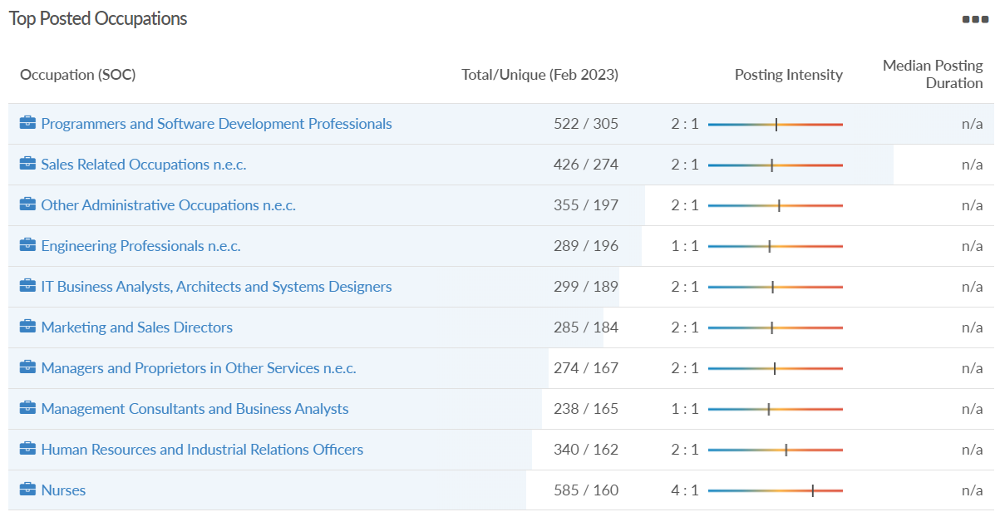 Top Posted Occupations
Occupation (SOC) Total/Unique (Feb 2023) Posting Intensity Median Posting Duration
Programmers and Software Development Professionals 522 / 305 2 : 1 n/a
Sales Related Occupations n.e.c. 426 / 274 2 : 1 n/a
Other Administrative Occupations n.e.c. 355 / 197 2 : 1 n/a
Engineering Professionals n.e.c. 289 / 196 1 : 1 n/a
IT Business Analysts, Architects and Systems Designers 299 / 189 2 : 1 n/a
Marketing and Sales Directors 285 / 184 2 : 1 n/a
Managers and Proprietors in Other Services n.e.c. 274 / 167 2 : 1 n/a
Management Consultants and Business Analysts 238 / 165 1 : 1 n/a
Human Resources and Industrial Relations Officers 340 / 162 2 : 1 n/a
Nurses 585 / 160 4 : 1 n/a